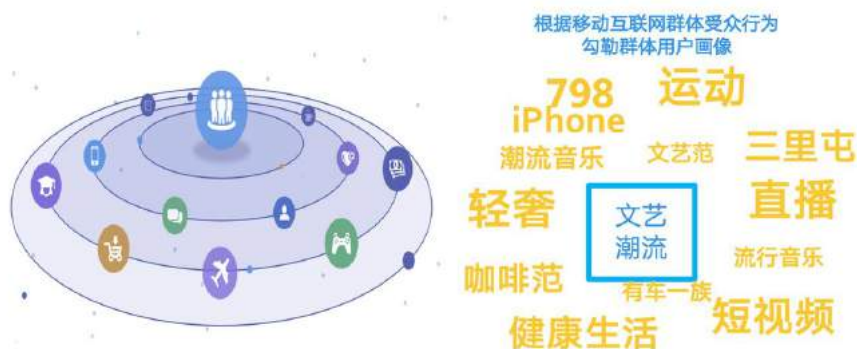 根据移动互联网群体受众行为
勾勒群体用户画像
798
运动
iPhone
潮流音乐
文艺范
三里屯
轻奢
文艺
潮流
直播
咖啡范
有车一族
流行音乐
健康生活
短视频